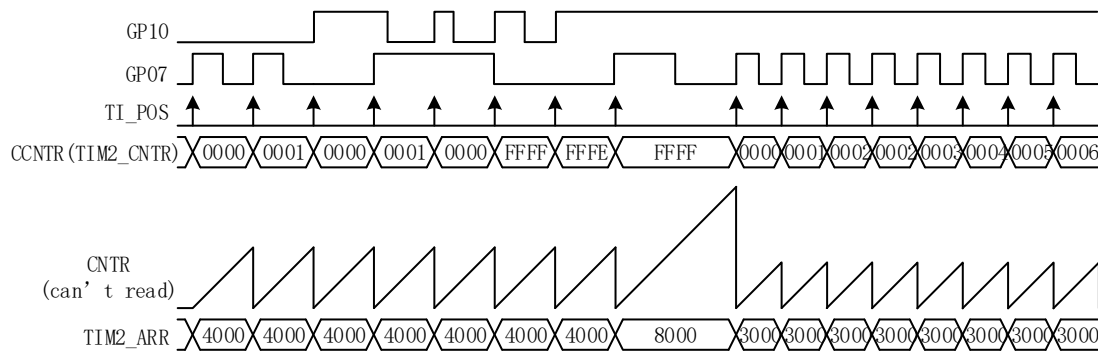 GP10
GP07
TI_POS
CCNTR(TIM2_CNTR) 0000 0001 0000 0001 0000 FFFF FFFE FFFF 0000 0001 0002 0002 0003 0004 0005 0006
CNTR
(can't read)
TIM2_ARR 4000 4000 4000 4000 4000 4000 4000 8000 3000 3000 3000 3000 3000 3000 3000 3000